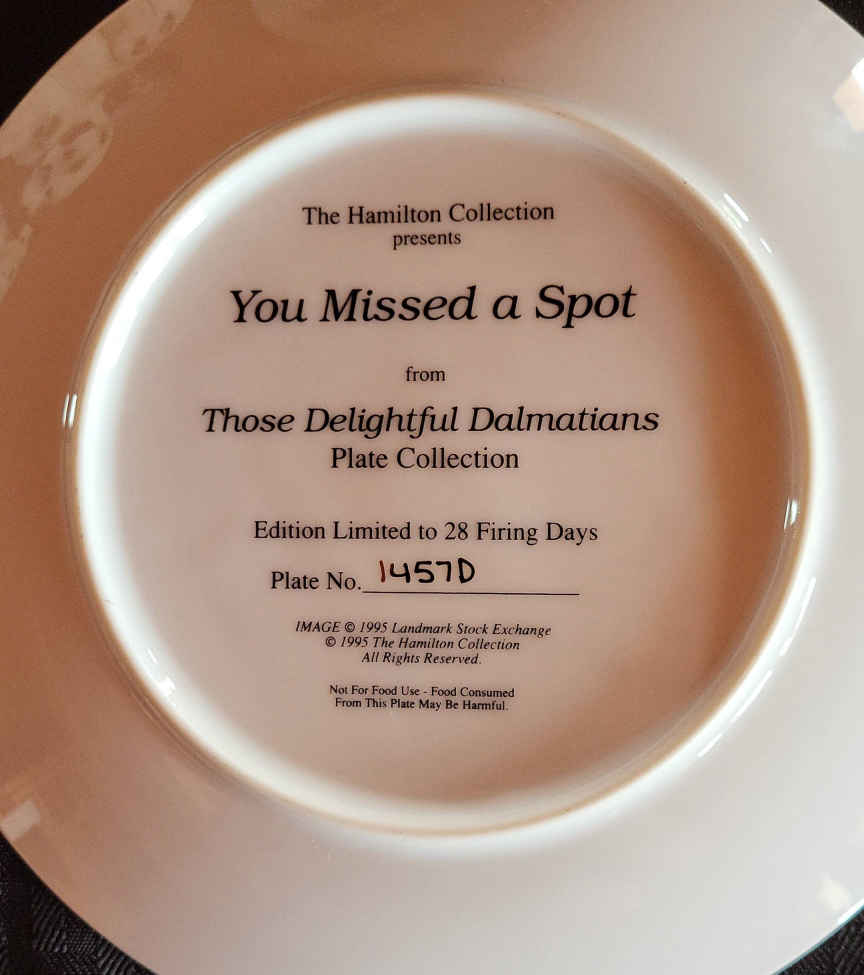 The Hamilton Collection
presents
You Missed a Spot
from
Those Delightful Dalmatians
Plate Collection
Edition Limited to 28 Firing Days
Plate No. 1457D
IMAGE © 1995 Landmark Stock Exchange
© 1995 The Hamilton Collection
All Rights Reserved.
Not For Food Use - Food Consumed
From This Plate May Be Harmful.